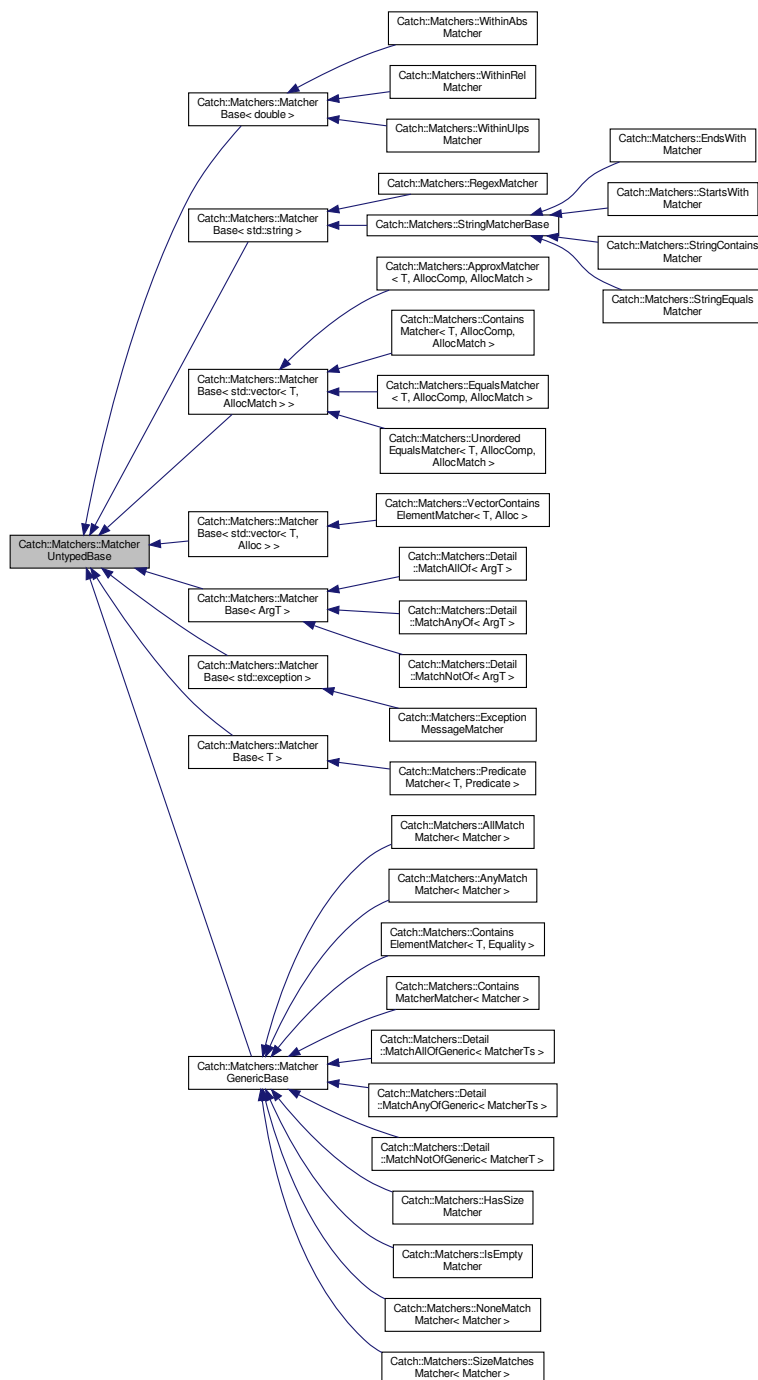 Catch::Matchers::WithinAbs
Matcher
Catch::Matchers::WithinRel
Matcher
Catch::Matchers::Matcher
Base< double >
Catch::Matchers::WithinUlps
Matcher
Catch::Matchers::EndsWith
Matcher
Catch::Matchers::RegexMatcher
Catch::Matchers::StartsWith
Matcher
Catch::Matchers::Matcher
Base< std::string >
Catch::Matchers::StringMatcherBase
Catch::Matchers::StringContains
Matcher
Catch::Matchers::ApproxMatcher
< T, AllocComp, AllocMatch >
Catch::Matchers::StringEquals
Matcher
Catch::Matchers::Contains
Matcher< T, AllocComp,
AllocMatch >
Catch::Matchers::Matcher
Base< std::vector< T,
AllocMatch > >
Catch::Matchers::EqualsMatcher
< T, AllocComp, AllocMatch >
Catch::Matchers::Unordered
EqualsMatcher< T, AllocComp,
AllocMatch >
Catch::Matchers::VectorContains
ElementMatcher< T, Alloc >
Catch::Matchers::Matcher
Base< std::vector< T,
Alloc > >
Catch::Matchers::Matcher
UntypedBase
Catch::Matchers::Detail
::MatchAllOf< ArgT >
Catch::Matchers::Matcher
Base< ArgT >
Catch::Matchers::Detail
::MatchAnyOf< ArgT >
Catch::Matchers::Detail
::MatchNotOf< ArgT >
Catch::Matchers::Matcher
Base< std::exception >
Catch::Matchers::Exception
MessageMatcher
Catch::Matchers::Matcher
Base< T >
Catch::Matchers::Predicate
Matcher< T, Predicate >
Catch::Matchers::AllMatch
Matcher< Matcher >
Catch::Matchers::AnyMatch
Matcher< Matcher >
Catch::Matchers::Contains
ElementMatcher< T, Equality >
Catch::Matchers::Contains
MatcherMatcher< Matcher >
Catch::Matchers::Detail
::MatchAllOfGeneric< MatcherTs >
Catch::Matchers::Matcher
GenericBase
Catch::Matchers::Detail
::MatchAnyOfGeneric< MatcherTs >
Catch::Matchers::Detail
::MatchNotOfGeneric< MatcherT >
Catch::Matchers::HasSize
Matcher
Catch::Matchers::IsEmpty
Matcher
Catch::Matchers::NoneMatch
Matcher< Matcher >
Catch::Matchers::SizeMatches
Matcher< Matcher >